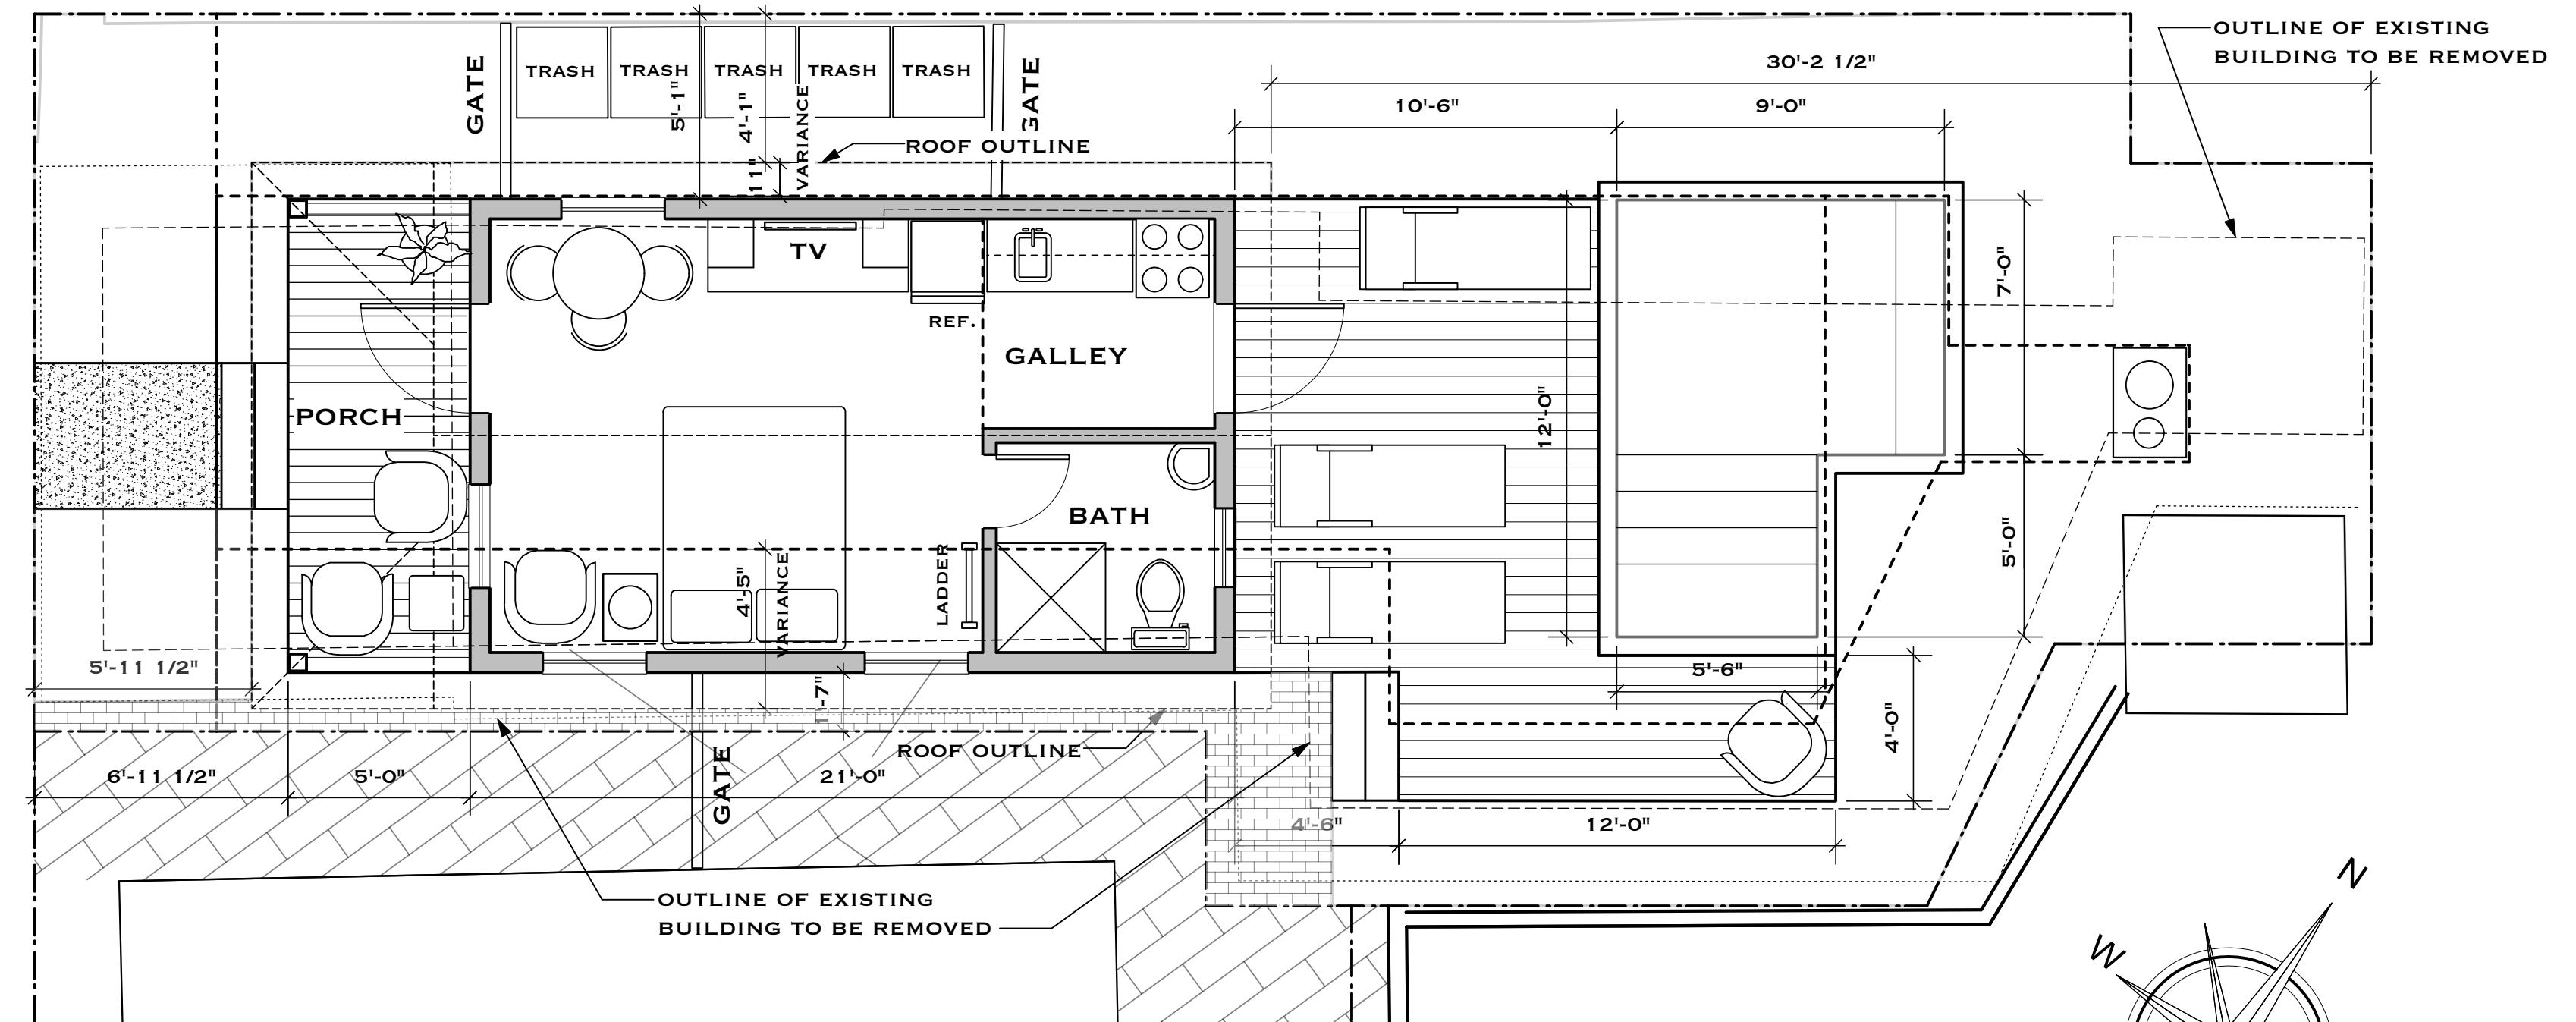 OUTLINE OF EXISTING
BUILDING TO BE REMOVED
30'-2 1/2"
10'-6"
9'-0"
GATE
TRASH
TRASH
TRASH
TRASH
TRASH
GATE
5'-1"
4'-1"
11"
VARIANCE
ROOF OUTLINE
TV
REF.
GALLEY
PORCH
BATH
LADDER
4'-5"
VARIANCE
12'-0"
7'-0"
5'-0"
5'-6"
4'-0"
5'-11 1/2"
1'-7"
ROOF OUTLINE
6'-11 1/2"
5'-0"
GATE
21'-0"
4'-6"
12'-0"
OUTLINE OF EXISTING
BUILDING TO BE REMOVED
N
W